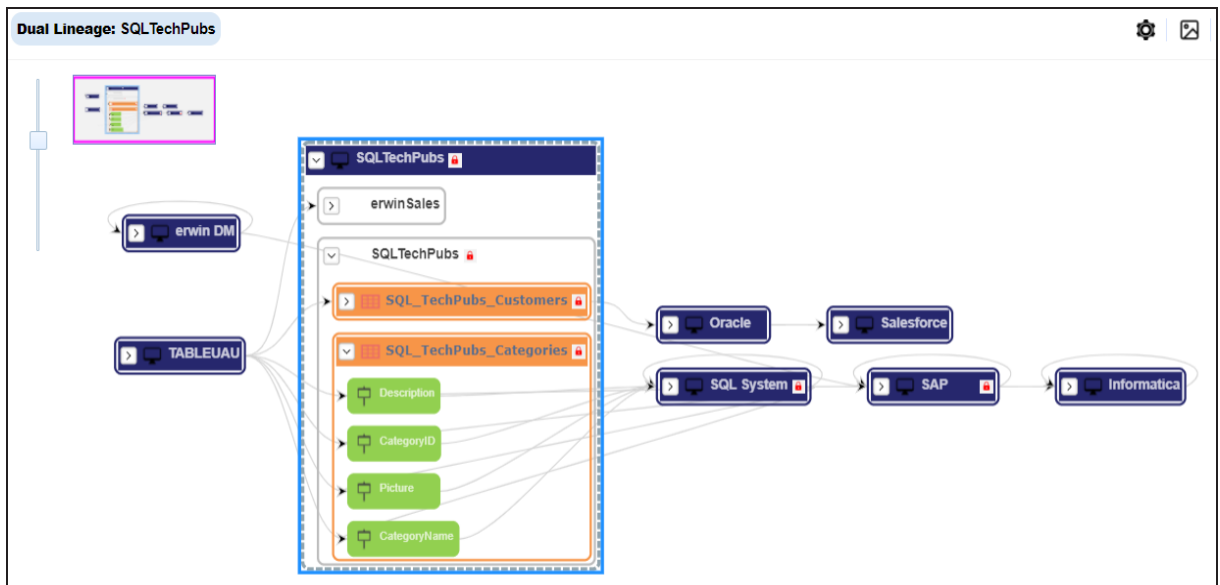 Dual Lineage: SQLTechPubs
SQLTechPubs
erwinSales
erwin DM
SQLTechPubs
SQL_TechPubs_Customers
Oracle
Salesforce
TABLEUAU
SQL_TechPubs_Categories
SQL System
SAP
Informatica
Description
CategoryID
Picture
CategoryName